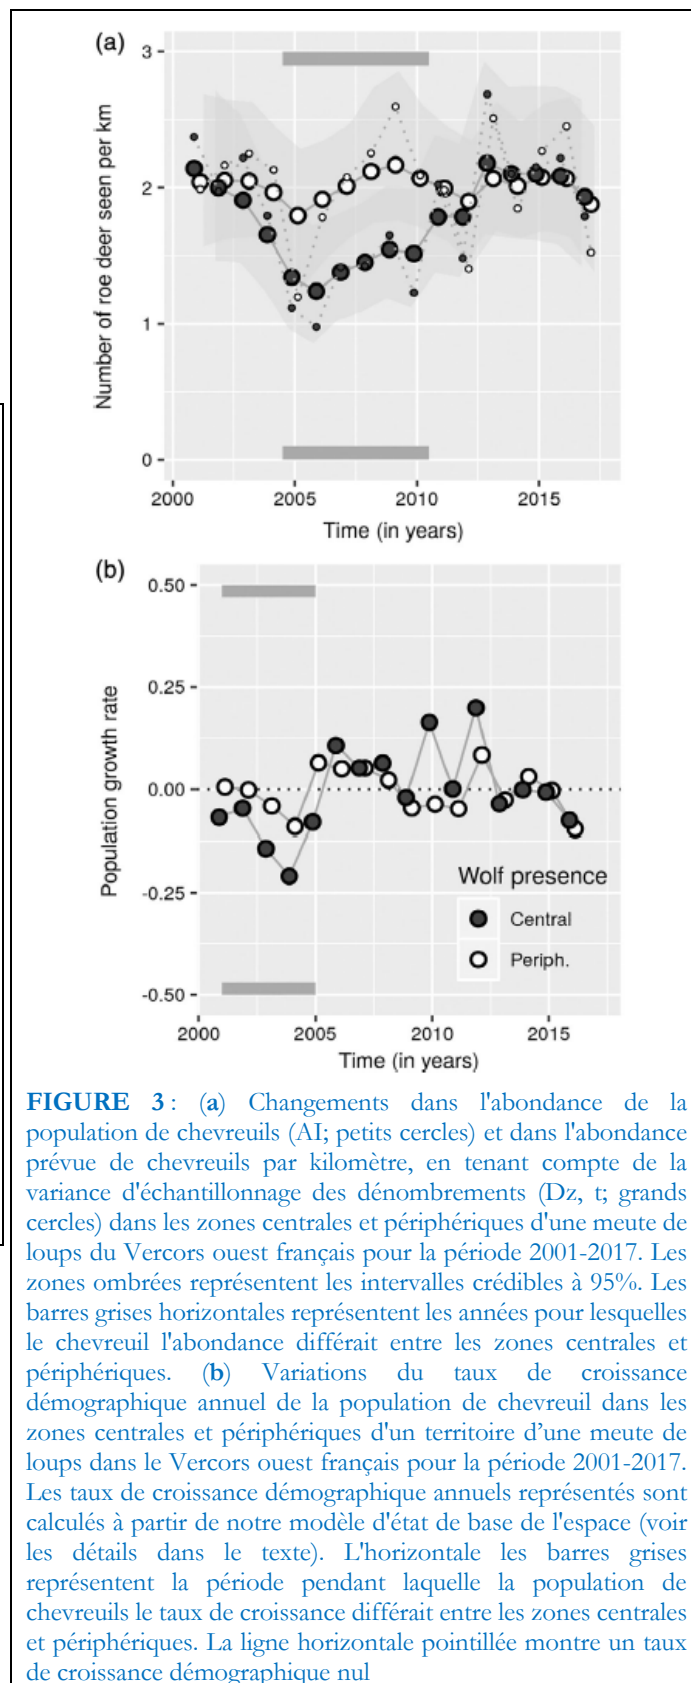 (a)
3
2
1
0
Number of roe deer seen per km
2000 2005 2010 2015
Time (in years)
(b)
0.50
0.25
0.00
-0.25
-0.50
Population growth rate
Wolf presence
Central
Periph.
2000 2005 2010 2015
Time (in years)
FIGURE 3 : (a) Changements dans l'abondance de la
population de chevreuils (AI; petits cercles) et dans l'abondance
prévue de chevreuils par kilomètre, en tenant compte de la
variance d'échantillonnage des dénombrements (Dz, t; grands
cercles) dans les zones centrales et périphériques d'une meute de
loups du Vercors ouest français pour la période 2001-2017. Les
zones ombrées représentent les intervalles crédibles à 95%. Les
barres grises horizontales représentent les années pour lesquelles
le chevreuil l'abondance différait entre les zones centrales et
périphériques. (b) Variations du taux de croissance
démographique annuel de la population de chevreuil dans les
zones centrales et périphériques d'un territoire d’une meute de
loups dans le Vercors ouest français pour la période 2001-2017.
Les taux de croissance démographique annuels représentés sont
calculés à partir de notre modèle d'état de base de l'espace (voir
les détails dans le texte). L'horizontale les barres grises
représentent la période pendant laquelle la population de
chevreuils le taux de croissance différait entre les zones centrales
et périphériques. La ligne horizontale pointillée montre un taux
de croissance démographique nul